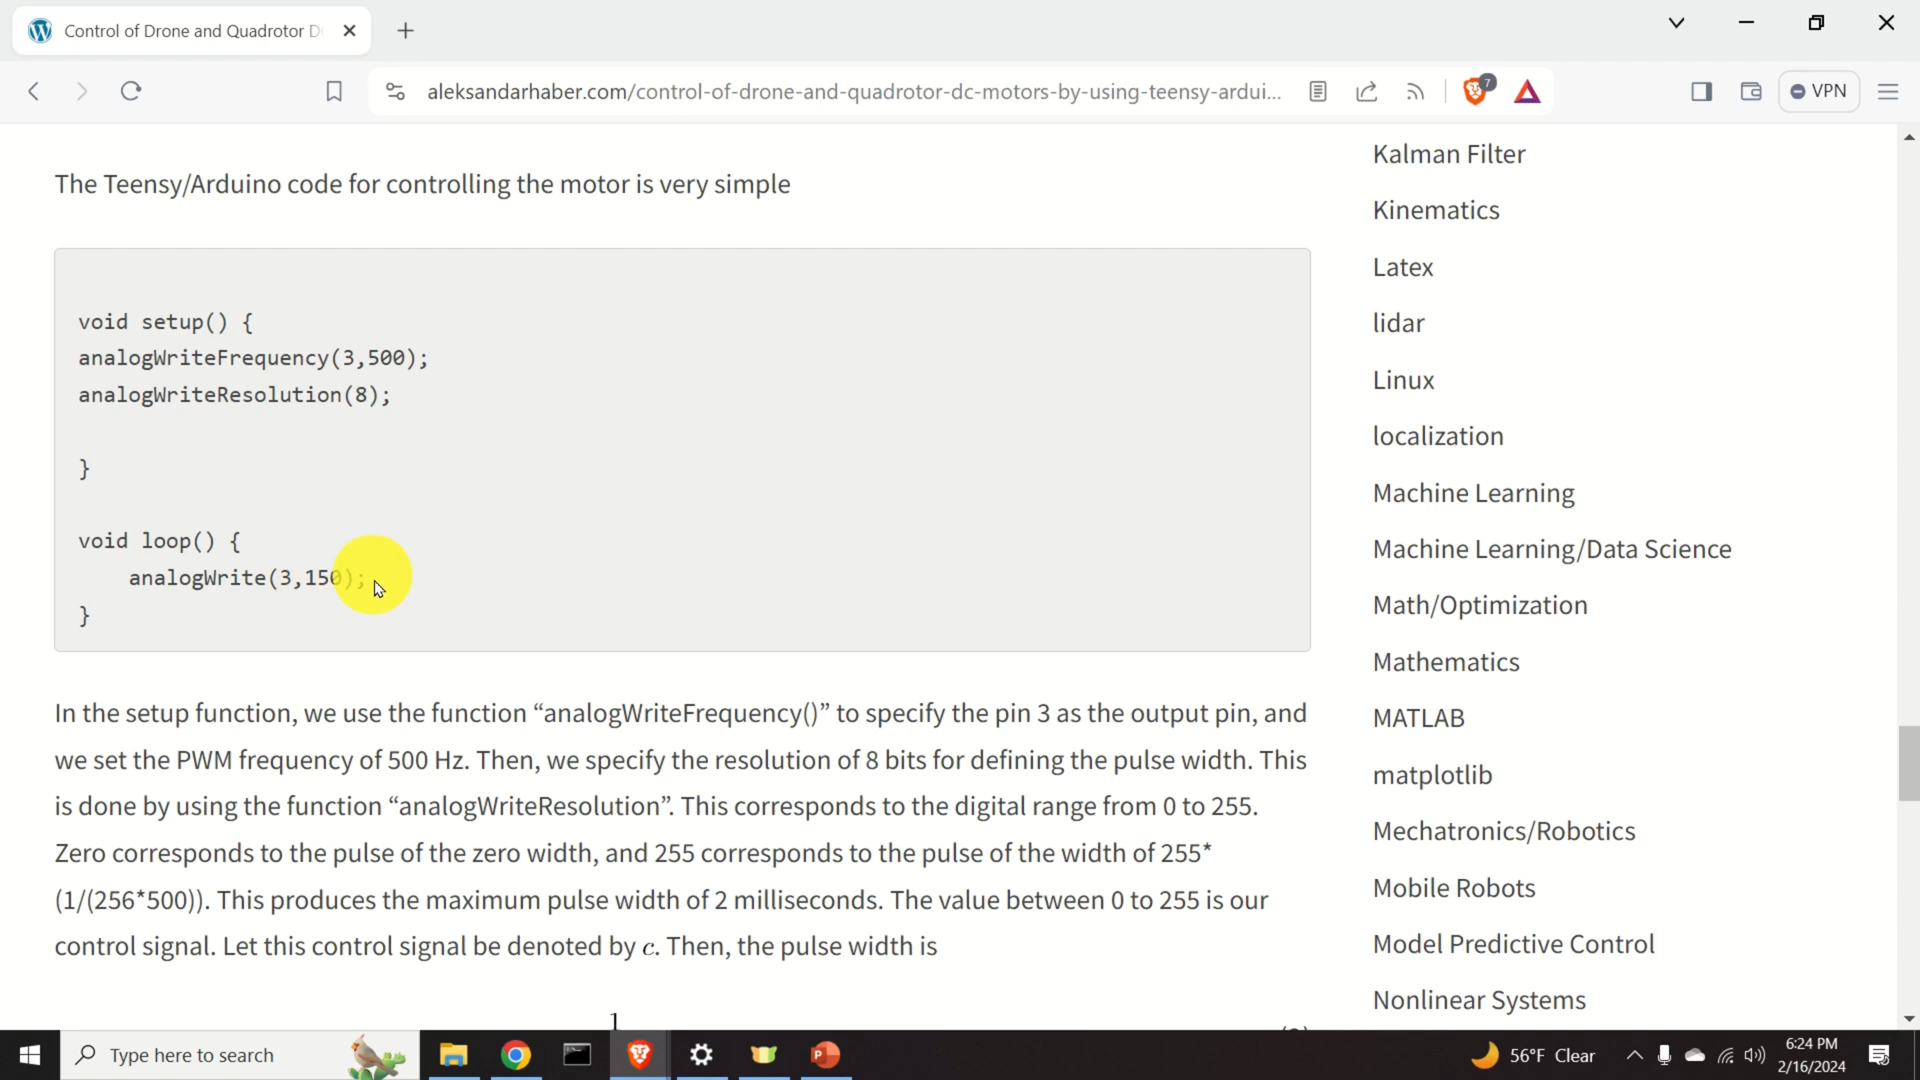 Control of Drone and Quadrotor D
aleksandarhaber.com/control-of-drone-and-quadrotor-dc-motors-by-using-teensy-ardui...
7
VPN
The Teensy/Arduino code for controlling the motor is very simple
void setup() {
analogWriteFrequency(3,500);
analogWriteResolution(8);
}
void loop() {
analogWrite(3,150);
}
In the setup function, we use the function “analogWriteFrequency()” to specify the pin 3 as the output pin, and
we set the PWM frequency of 500 Hz. Then, we specify the resolution of 8 bits for defining the pulse width. This
is done by using the function “analogWriteResolution”. This corresponds to the digital range from 0 to 255.
Zero corresponds to the pulse of the zero width, and 255 corresponds to the pulse of the width of 255*
(1/(256*500)). This produces the maximum pulse width of 2 milliseconds. The value between 0 to 255 is our
control signal. Let this control signal be denoted by c. Then, the pulse width is
1
Kalman Filter
Kinematics
Latex
lidar
Linux
localization
Machine Learning
Machine Learning/Data Science
Math/Optimization
Mathematics
MATLAB
matplotlib
Mechatronics/Robotics
Mobile Robots
Model Predictive Control
Nonlinear Systems
Type here to search
P
56°F Clear
6:24 PM
2/16/2024